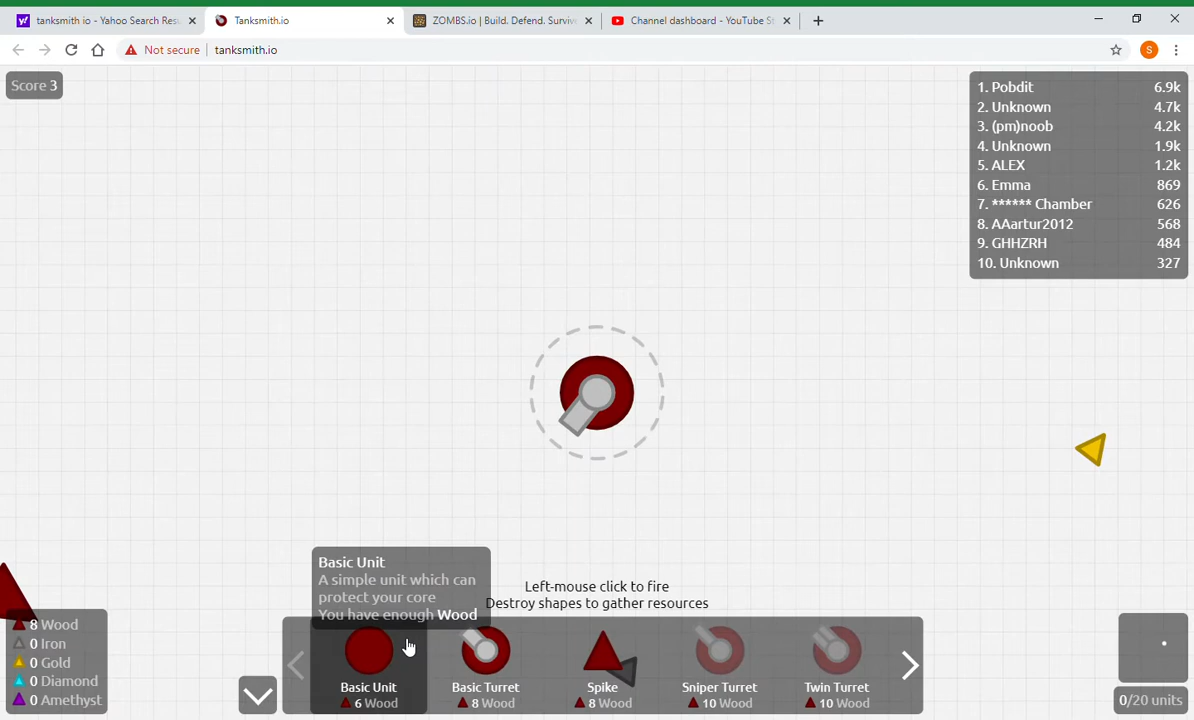 tanksmith io - Yahoo Search Res
Tanksmith.io
ZOMBS.io | Build. Defend. Surviv
Channel dashboard - YouTube St
Not secure
tanksmith.io
S
Score 3
1. Pobdit 6.9k
2. Unknown 4.7k
3. (pm)noob 4.2k
4. Unknown 1.9k
5. ALEX 1.2k
6. Emma 869
7. ****** Chamber 626
8. AAartur2012 568
9. GHHZRH 484
10. Unknown 327
Basic Unit
A simple unit which can
protect your core
You have enough Wood
Left-mouse click to fire
Destroy shapes to gather resources
8 Wood
0 Iron
0 Gold
0 Diamond
0 Amethyst
Basic Unit
6 Wood
Basic Turret
8 Wood
Spike
8 Wood
Sniper Turret
10 Wood
Twin Turret
10 Wood
0/20 units